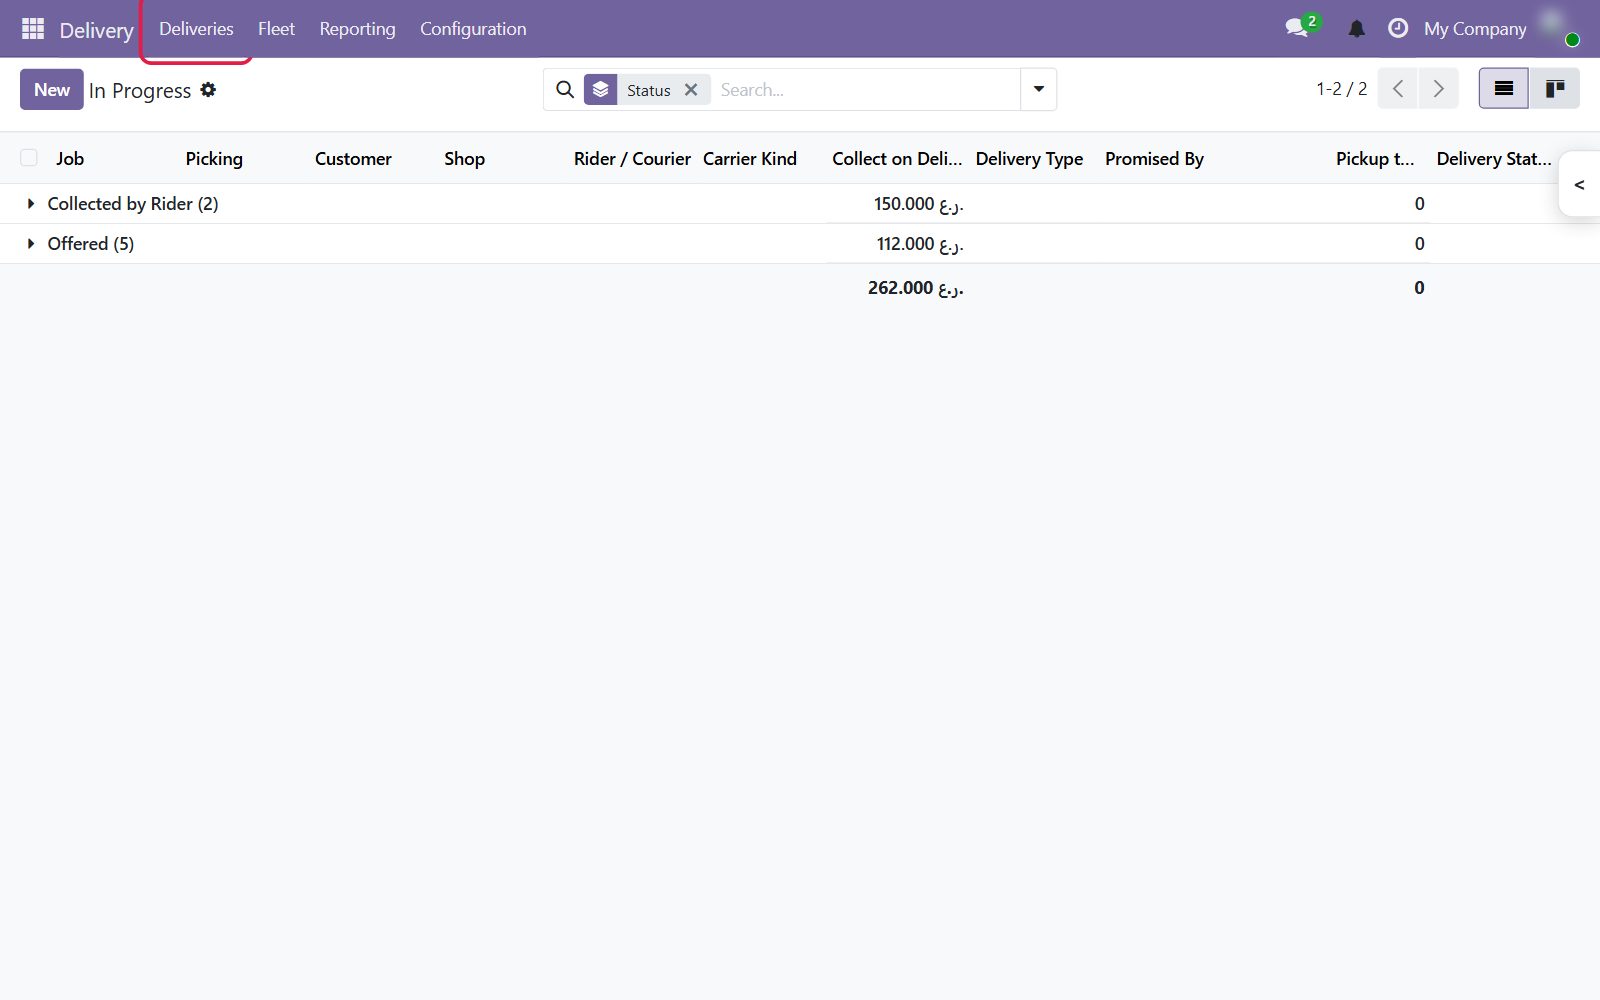 Delivery Deliveries Fleet Reporting Configuration 2 My Company
New In Progress Status Search... 1-2 / 2
Job Picking Customer Shop Rider / Courier Carrier Kind Collect on Deli... Delivery Type Promised By Pickup t... Delivery Stat...
<
Collected by Rider (2) 150.000 ر.ع. 0
Offered (5) 112.000 ر.ع. 0
262.000 ر.ع. 0